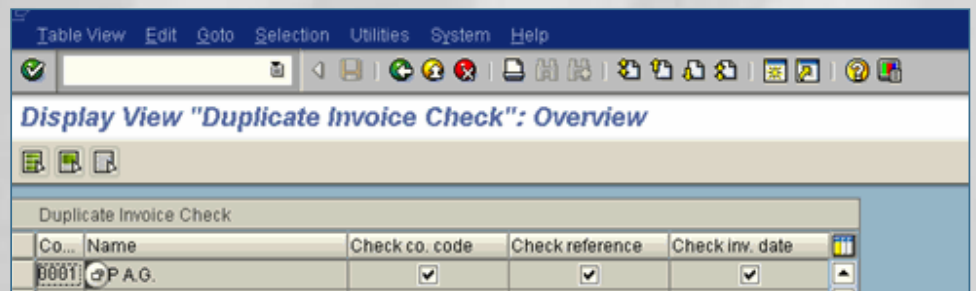 Table View Edit Goto Selection Utilities System Help
Display View "Duplicate Invoice Check": Overview
Duplicate Invoice Check
Co... Name Check co. code Check reference Check inv. date
0001 P A.G.